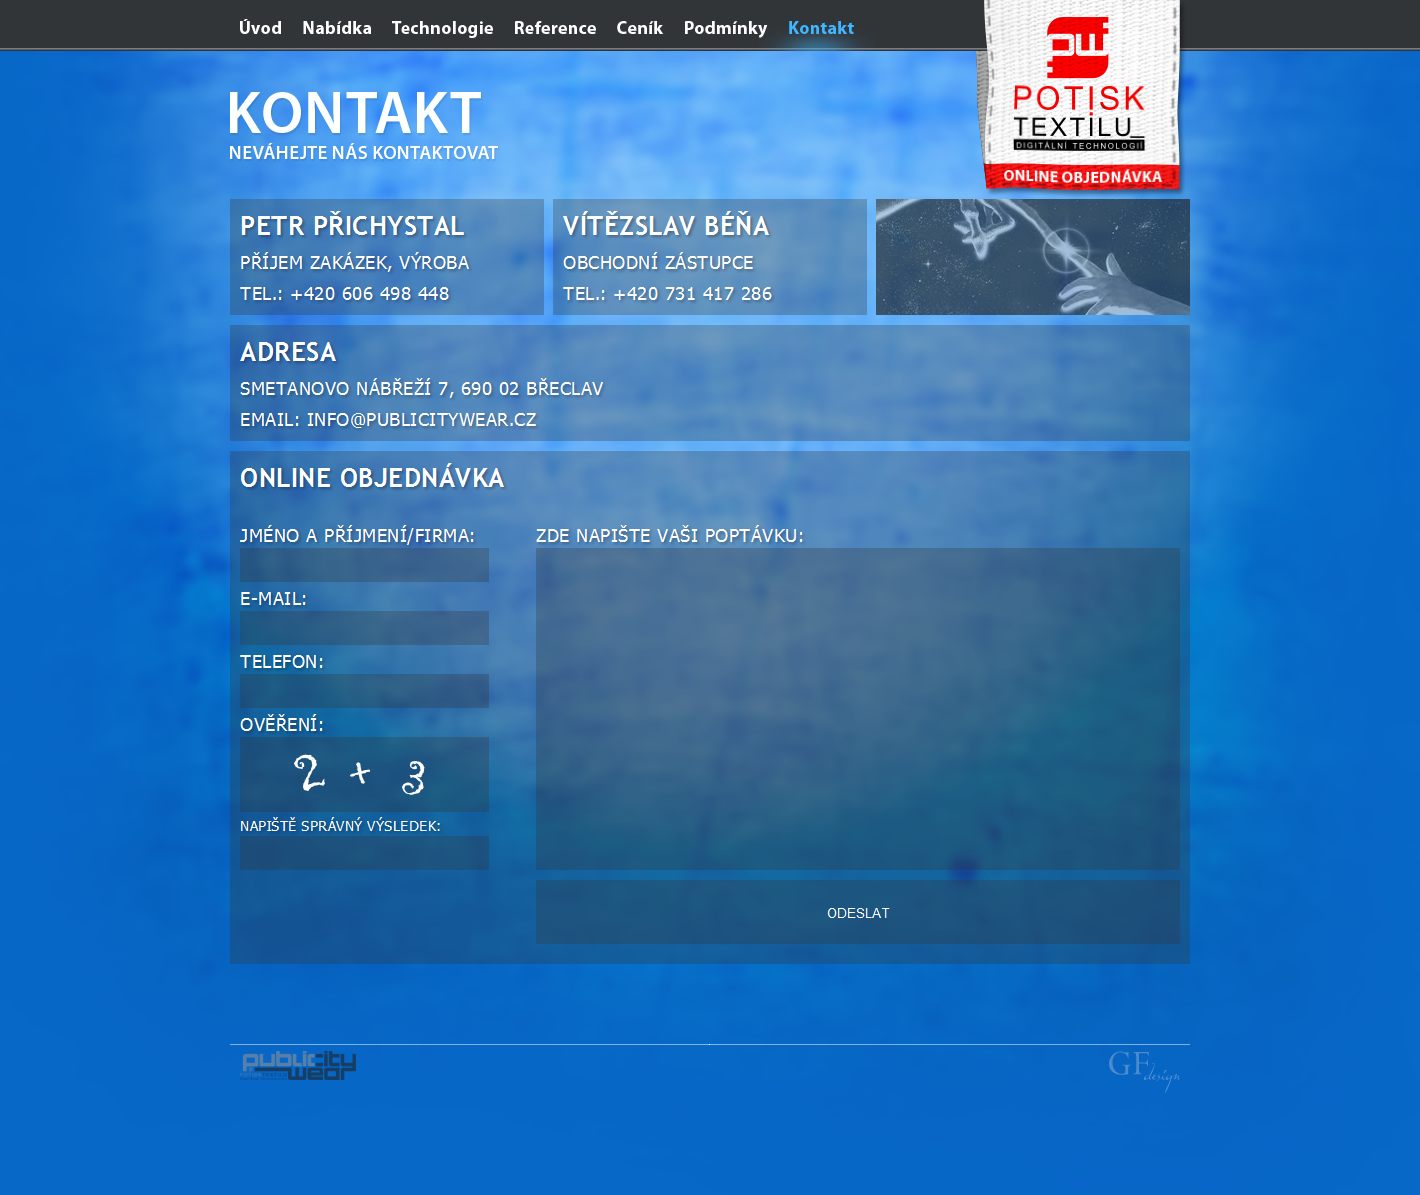 Úvod Nabídka Technologie Reference Ceník Podmínky Kontakt
POTISK
TEXTILU_
DIGITÁLNÍ TECHNOLOGIÍ
ONLINE OBJEDNÁVKA
KONTAKT
NEVÁHEJTE NÁS KONTAKTOVAT
PETR PŘICHYSTAL
PŘÍJEM ZAKÁZEK, VÝROBA
TEL.: +420 606 498 448
VÍTĚZSLAV BÉŇA
OBCHODNÍ ZÁSTUPCE
TEL.: +420 731 417 286
ADRESA
SMETANOVO NÁBŘEŽÍ 7, 690 02 BŘECLAV
EMAIL: INFO@PUBLICITYWEAR.CZ
ONLINE OBJEDNÁVKA
JMÉNO A PŘÍJMENÍ/FIRMA:
E-MAIL:
TELEFON:
OVĚŘENÍ:
2 + 3
NAPIŠTĚ SPRÁVNÝ VÝSLEDEK:
ZDE NAPIŠTE VAŠI POPTÁVKU:
ODESLAT
publicity
wear
GF design